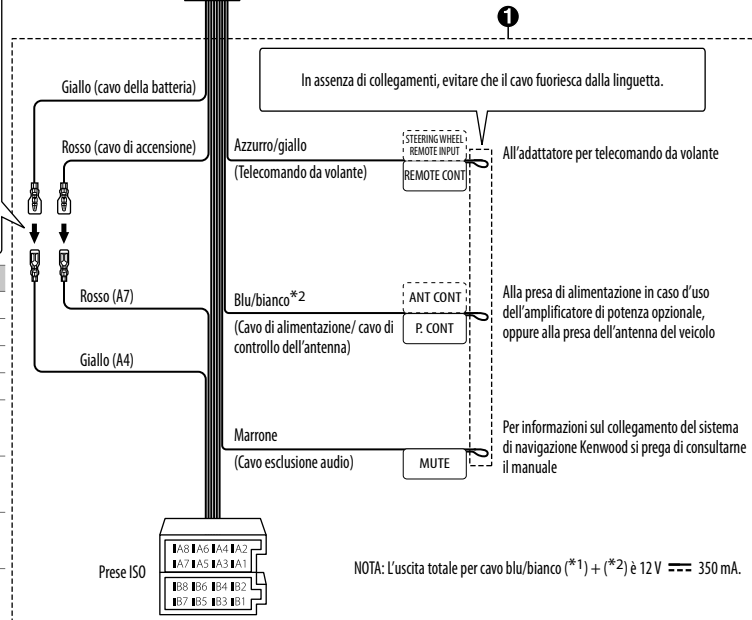 ❶
In assenza di collegamenti, evitare che il cavo fuoriesca dalla linguetta.
Giallo (cavo della batteria)
Rosso (cavo di accensione)
Azzurro/giallo
(Telecomando da volante)
STEERING WHEEL
REMOTE INPUT
REMOTE CONT
All'adattatore per telecomando da volante
Rosso (A7)
Giallo (A4)
Blu/bianco*2
(Cavo di alimentazione/ cavo di
controllo dell'antenna)
ANT CONT
P. CONT
Alla presa di alimentazione in caso d'uso
dell'amplificatore di potenza opzionale,
oppure alla presa dell'antenna del veicolo
Marrone
(Cavo esclusione audio)
MUTE
Per informazioni sul collegamento del sistema
di navigazione Kenwood si prega di consultarne
il manuale
Prese ISO
A8 A6 A4 A2
A7 A5 A3 A1
B8 B6 B4 B2
B7 B5 B3 B1
NOTA: L'uscita totale per cavo blu/bianco (*1) + (*2) è 12 V ⎓ 350 mA.